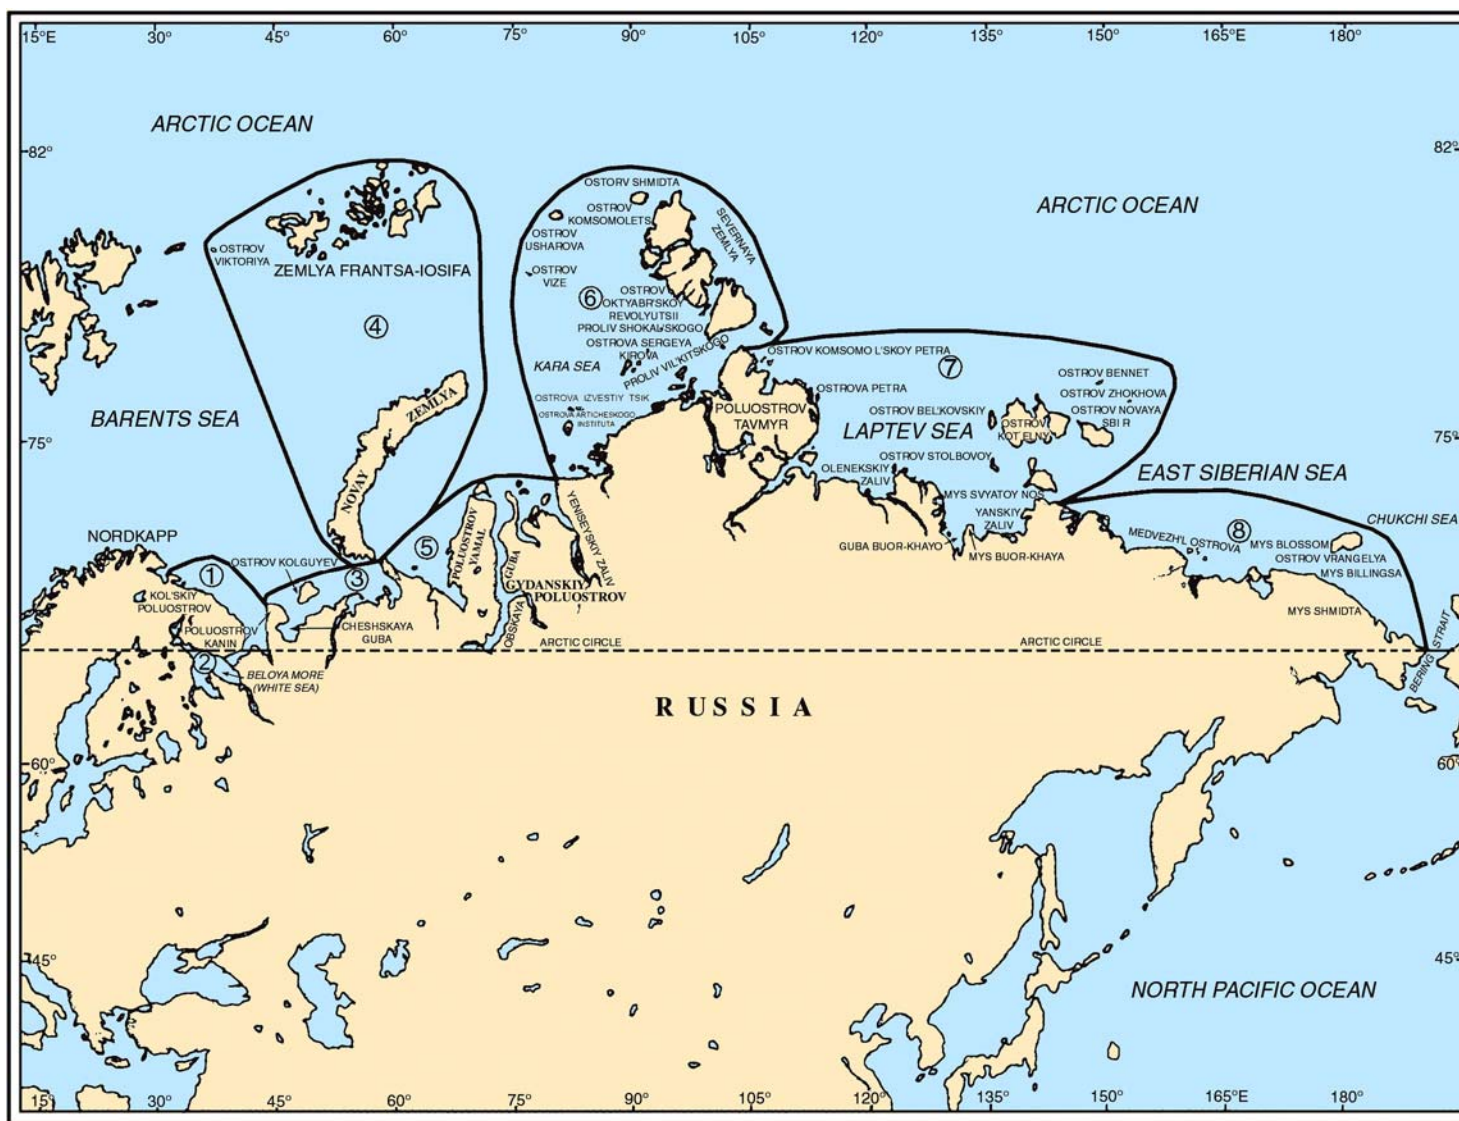 15°E 30° 45° 60° 75° 90° 105° 120° 135° 150° 165°E 180°
ARCTIC OCEAN
82°
82°
OSTORV SHMIDTA
OSTROV
KOMSOMOLETS
ARCTIC OCEAN
SEVERNAYA
ZEMLYA
OSTROV
USHAROVA
OSTROV
VIKTORIYA
ZEMLYA FRANTSA-IOSIFA
OSTROV
VIZE
6
OSTROV
OKTYABR'SKOY
REVOLYUTSII
4
PROLIV SHOKAL'SKOGO
OSTROVA SERGEYA
KIROVA
PROLIV VIL'KITSKOGO
OSTROV KOMSOMO L'SKOY PETRA
KARA SEA
7
OSTROV BENNET
OSTROVA PETRA
OSTROV ZHOKHOVA
OSTROVA IZVESTIY TSIK
ZEMLYA
POLUOSTROV
TAVMYR
OSTROV BEL'KOVSKIY
OSTROV NOVAYA
SBI R
OSTROVA ARTICHESKOGO
INSTITUTA
BARENTS SEA
OSTROV
KOT ELNY
LAPTEV SEA
75°
75°
OSTROV STOLBOVOY
OLENEKSKIY
ZALIV
EAST SIBERIAN SEA
NOVAY
MYS SVYATOY NOS
YENISEYSKIY ZALIV
YANSKIY
ZALIV
CHUKCHI SEA
NORDKAPP
8
MEDVEZH'L OSTROVA
MYS BLOSSOM
5
POLUOSTROV
YAMAL
GUBA BUOR-KHAYO
MYS BUOR-KHAYA
OSTROV VRANGELYA
OSTROV KOLGUYEV
GUBA
MYS BILLINGSA
1
3
GYDANSKIY
POLUOSTROV
KOL'SKIY
POLUOSTROV
OBSKAYA
MYS SHMIDTA
CHESHSKAYA
GUBA
POLUOSTROV
KANIN
ARCTIC CIRCLE
ARCTIC CIRCLE
BERING STRAIT
2
BELOYA MORE
(WHITE SEA)
RUSSIA
60°
60°
45°
45°
NORTH PACIFIC OCEAN
15° 30° 45° 60° 75° 90° 105° 120° 135° 150° 165°E 180°